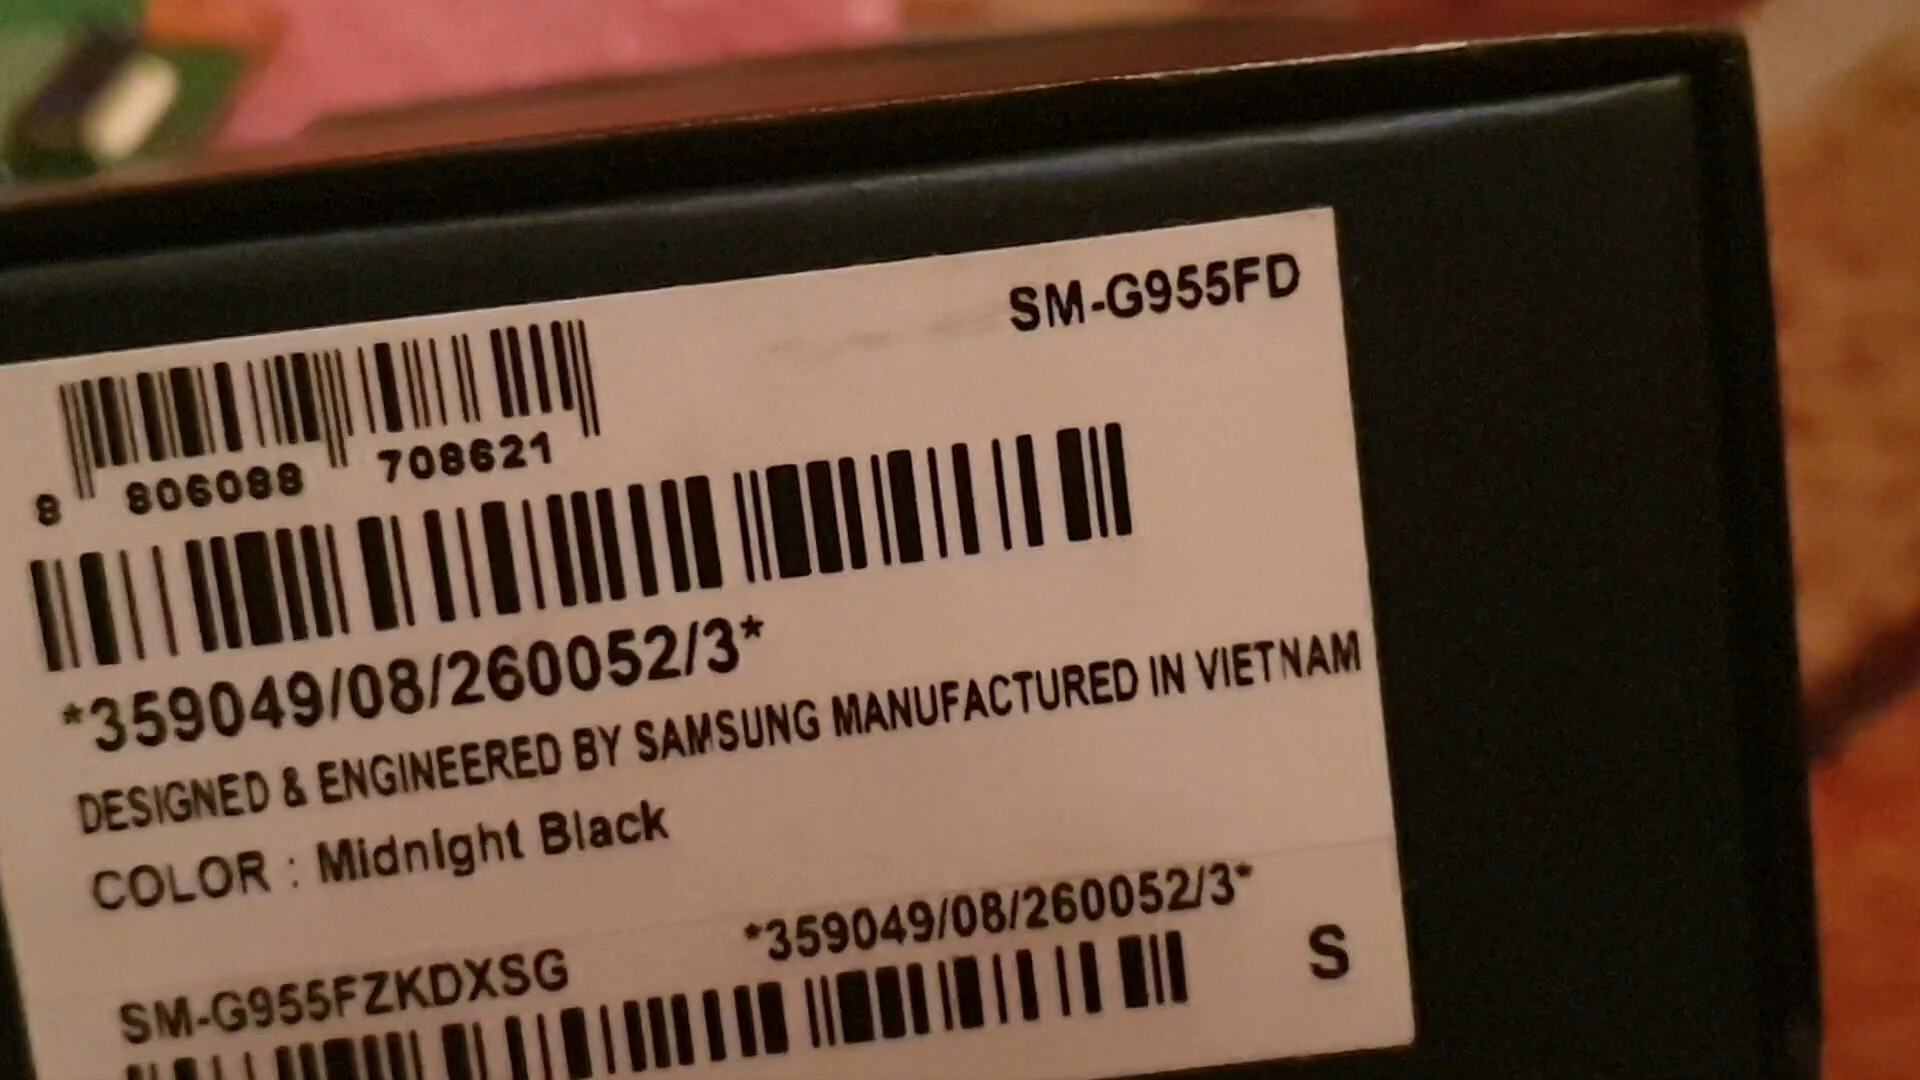 SM-G955FD
8 806088 708621
*359049/08/260052/3*
DESIGNED & ENGINEERED BY SAMSUNG MANUFACTURED IN VIETNAM
COLOR : Midnight Black
*359049/08/260052/3*
SM-G955FZKDXSG
S